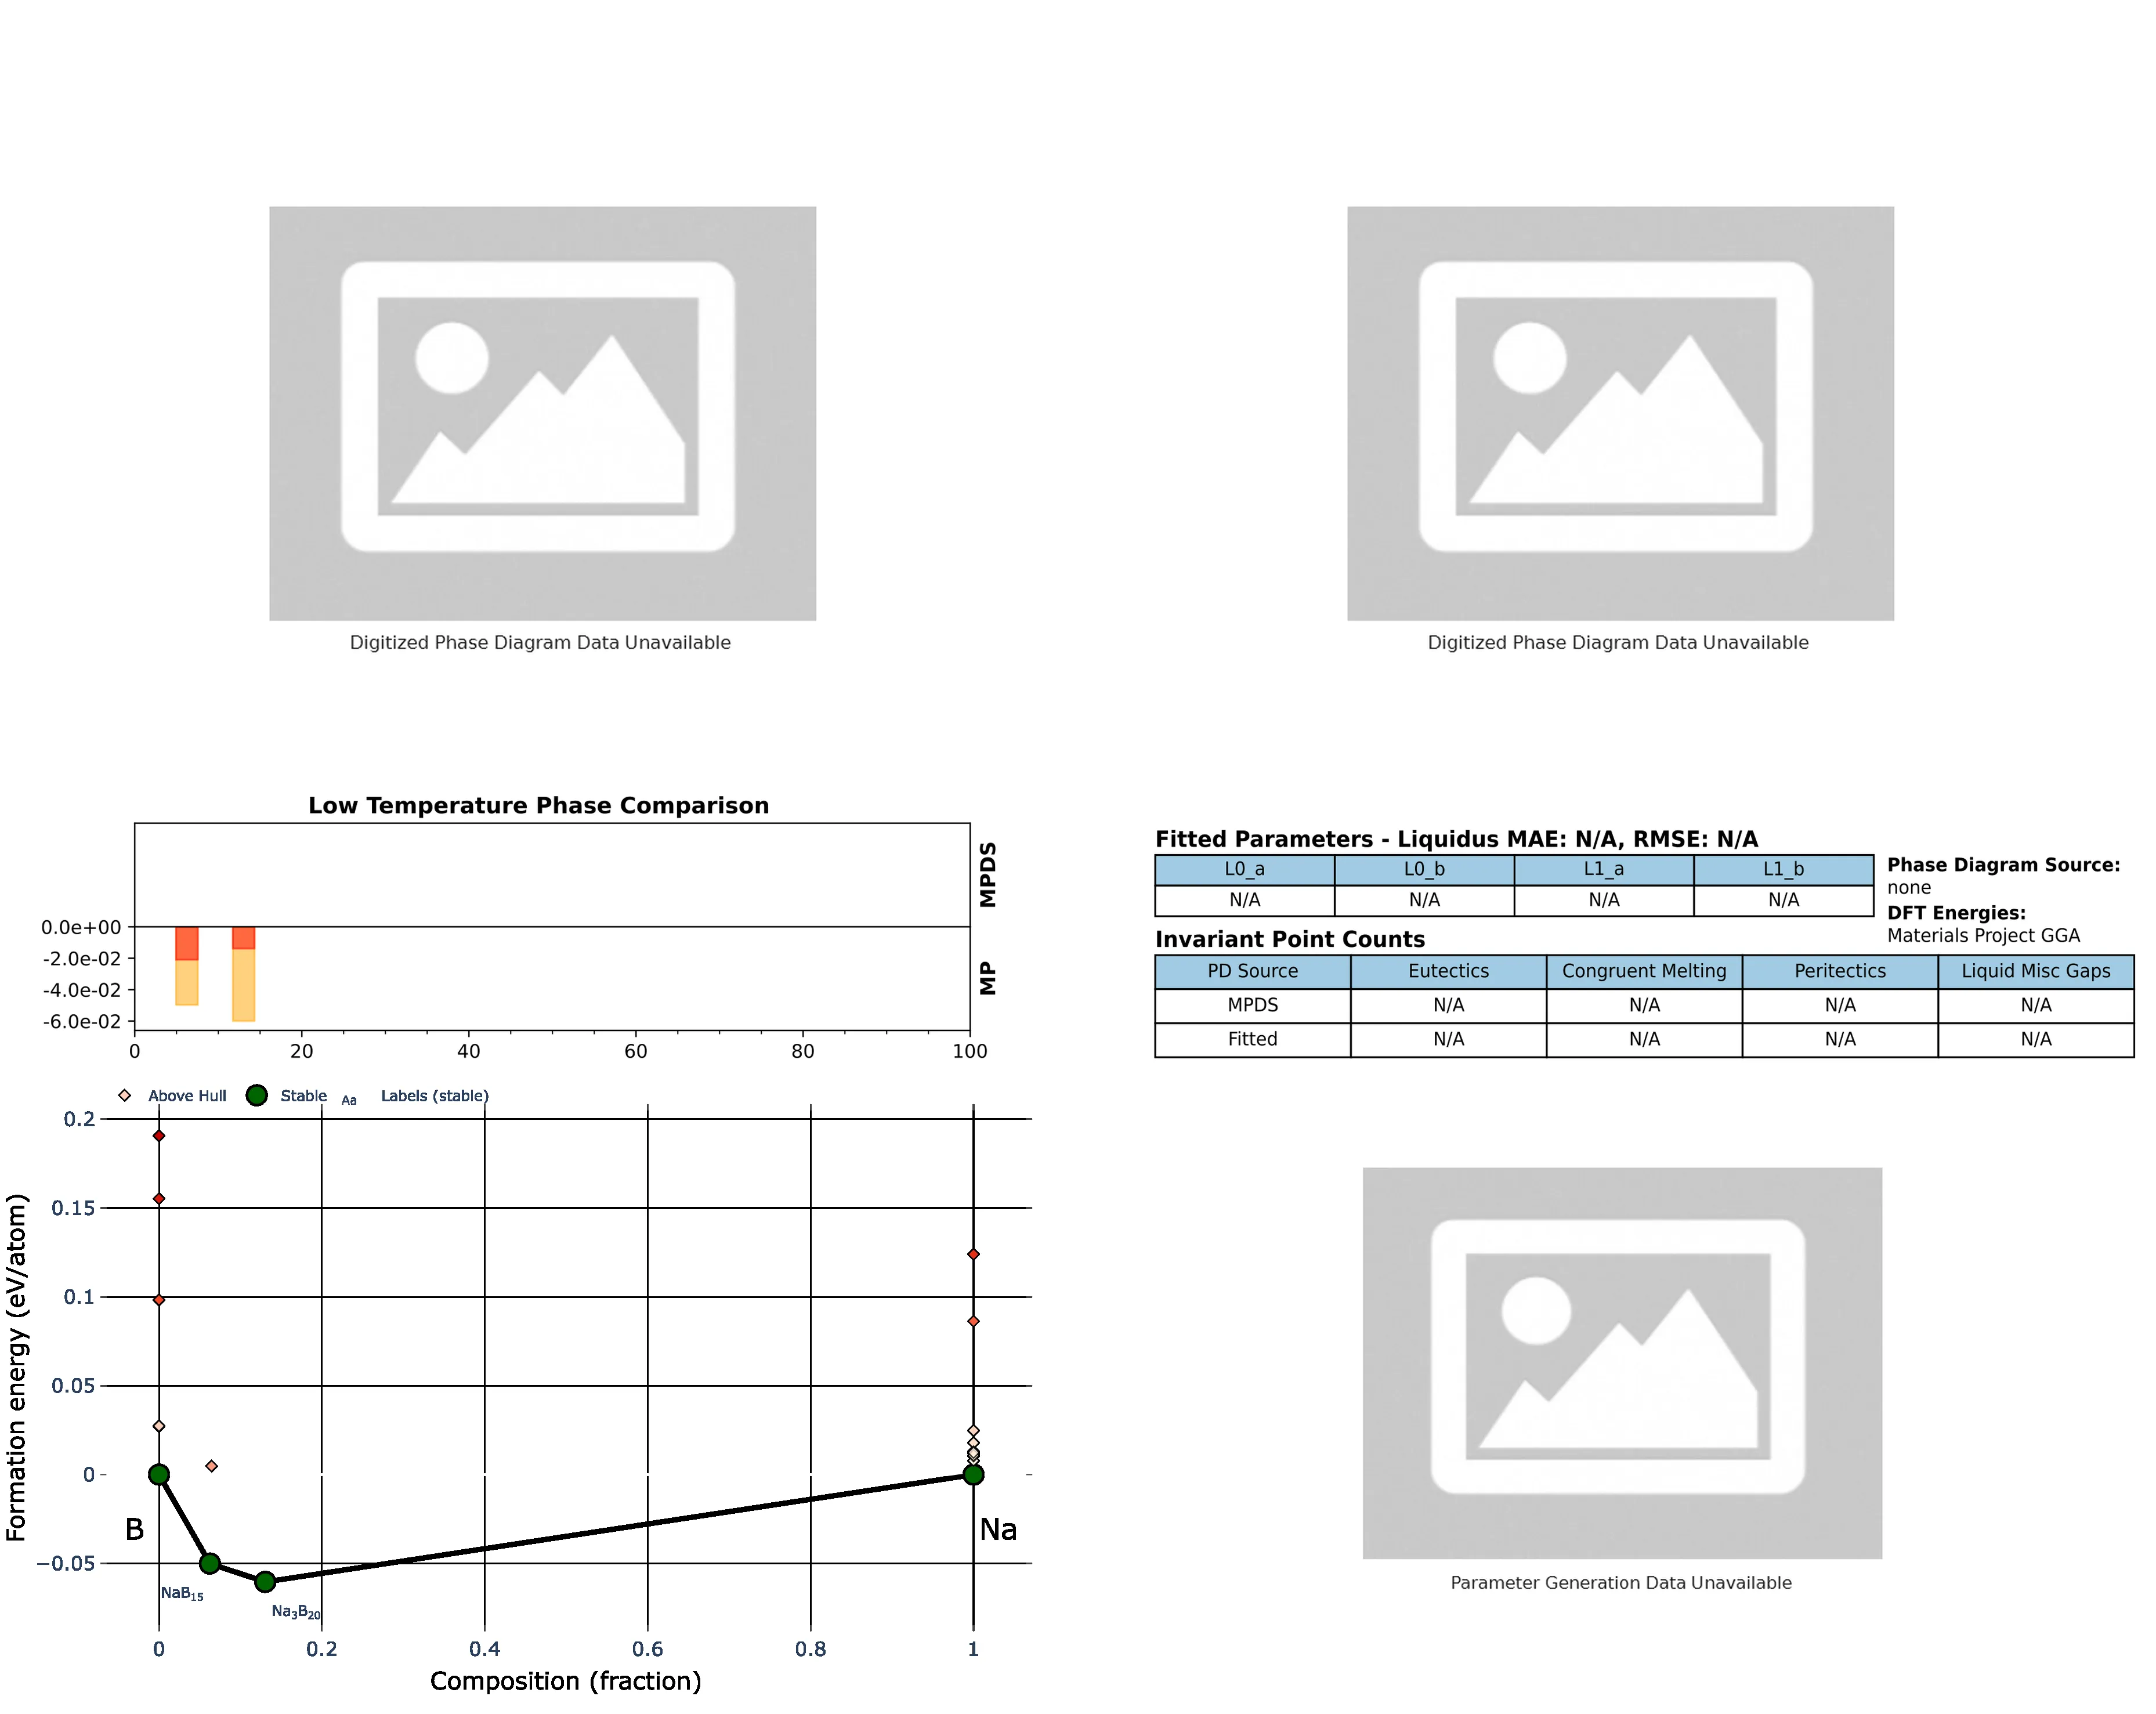 Digitized Phase Diagram Data Unavailable
Digitized Phase Diagram Data Unavailable
Low Temperature Phase Comparison
MPDS
MP
0.0e+00
-2.0e-02
-4.0e-02
-6.0e-02
0 20 40 60 80 100
Fitted Parameters - Liquidus MAE: N/A, RMSE: N/A
L0_a L0_b L1_a L1_b
N/A N/A N/A N/A
Phase Diagram Source:
none
DFT Energies:
Materials Project GGA
Invariant Point Counts
PD Source Eutectics Congruent Melting Peritectics Liquid Misc Gaps
MPDS N/A N/A N/A N/A
Fitted N/A N/A N/A N/A
Above Hull Stable Aa Labels (stable)
Formation energy (eV/atom)
0.2
0.15
0.1
0.05
0
−0.05
B
Na
NaB₁₅
Na₃B₂₀
0 0.2 0.4 0.6 0.8 1
Composition (fraction)
Parameter Generation Data Unavailable